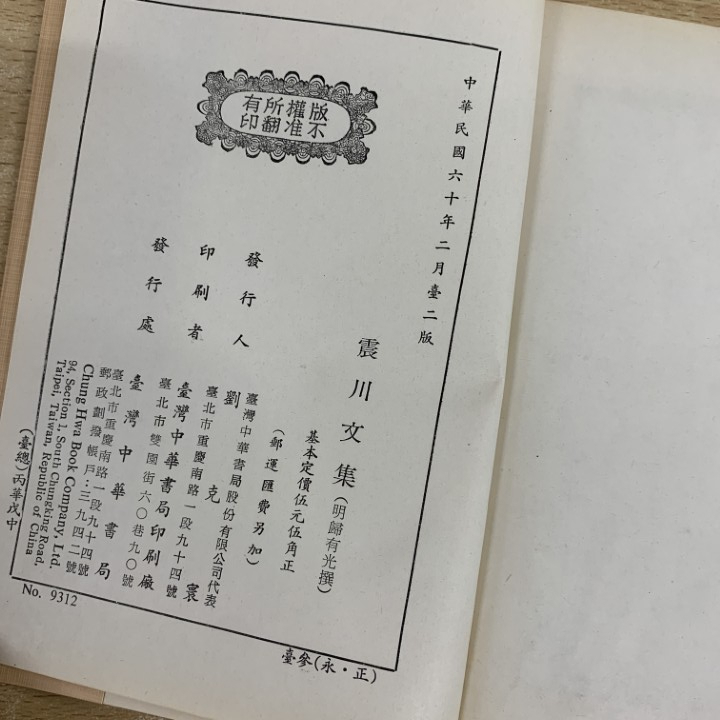 版權所有
不准翻印
中華民國六十年二月臺二版
震川文集(明歸有光撰)
基本定價伍元伍角正
(郵運匯費另加)
發行人
臺灣中華書局股份有限公司代表
劉克寰
臺北市重慶南路一段九十四號
印刷者
臺灣中華書局印刷廠
臺北市雙園街六〇巷九〇號
發行處
臺灣中華書局
臺北市重慶南路一段九十四號
郵政劃撥帳戶：三九四二號
Chung Hwa Book Company, Ltd.
94, Section 1, South Chungking Road,
Taipei, Taiwan, Republic of China
(臺總)丙華戊中
No. 9312
臺參(永·正)